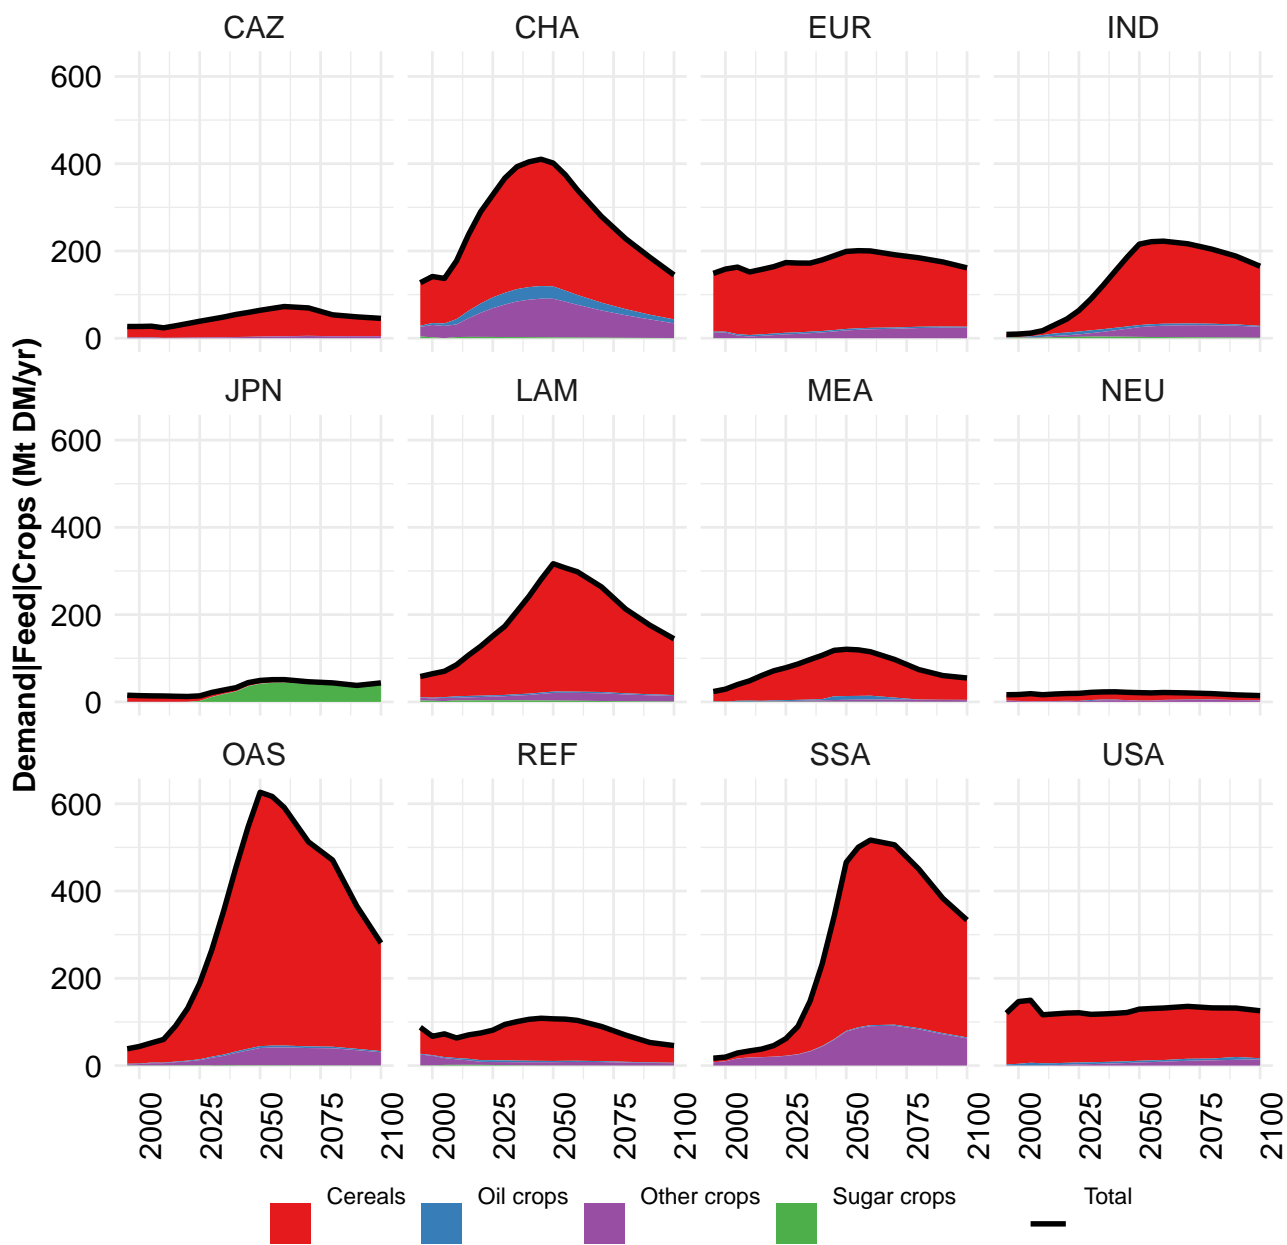 CAZ CHA EUR IND
600
400
200
0
JPN LAM MEA NEU
600
400
200
0
Demand|Feed|Crops (Mt DM/yr)
OAS REF SSA USA
600
400
200
0
2000 2025 2050 2075 2100 2000 2025 2050 2075 2100 2000 2025 2050 2075 2100 2000 2025 2050 2075 2100
Cereals Oil crops Other crops Sugar crops Total